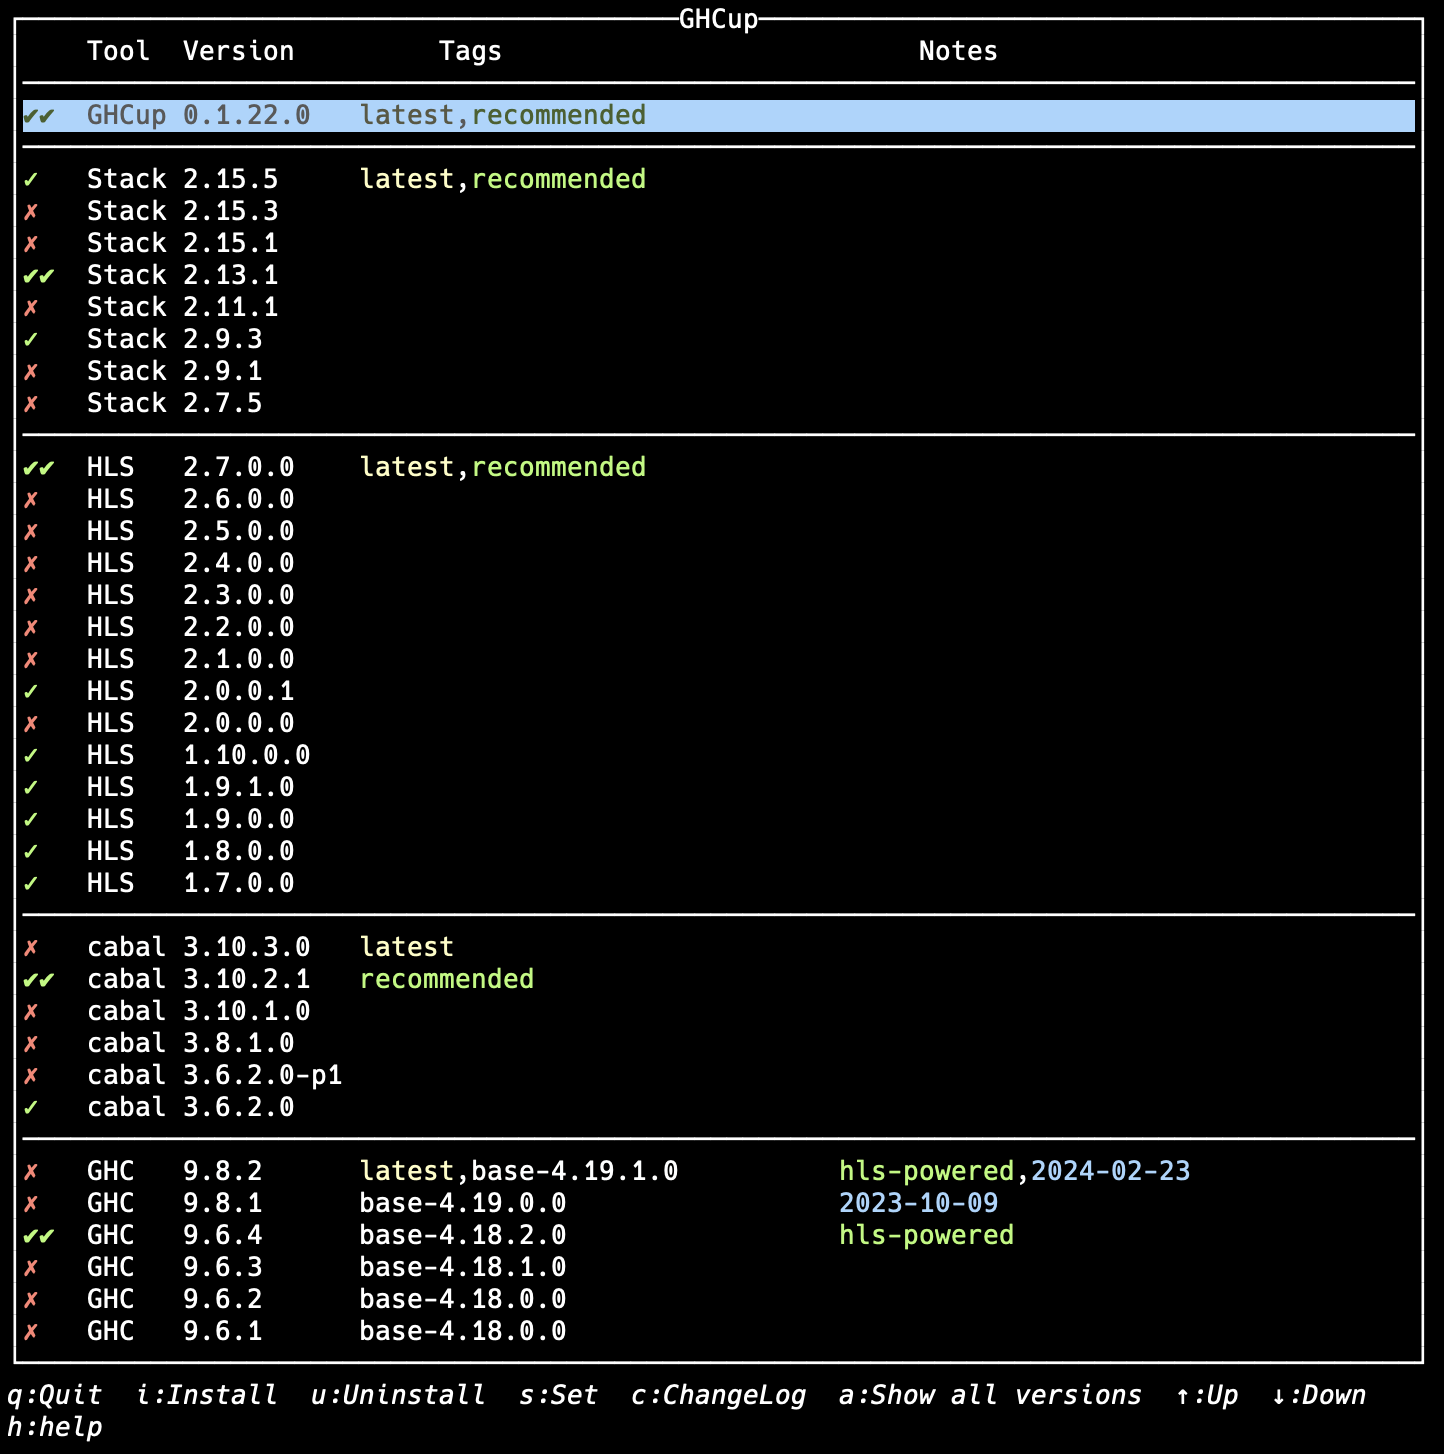 GHCup
Tool Version Tags Notes
✔✔ GHCup 0.1.22.0 latest,recommended
✓ Stack 2.15.5 latest,recommended
✗ Stack 2.15.3
✗ Stack 2.15.1
✔✔ Stack 2.13.1
✗ Stack 2.11.1
✓ Stack 2.9.3
✗ Stack 2.9.1
✗ Stack 2.7.5
✔✔ HLS 2.7.0.0 latest,recommended
✗ HLS 2.6.0.0
✗ HLS 2.5.0.0
✗ HLS 2.4.0.0
✗ HLS 2.3.0.0
✗ HLS 2.2.0.0
✗ HLS 2.1.0.0
✓ HLS 2.0.0.1
✗ HLS 2.0.0.0
✓ HLS 1.10.0.0
✓ HLS 1.9.1.0
✓ HLS 1.9.0.0
✓ HLS 1.8.0.0
✓ HLS 1.7.0.0
✗ cabal 3.10.3.0 latest
✔✔ cabal 3.10.2.1 recommended
✗ cabal 3.10.1.0
✗ cabal 3.8.1.0
✗ cabal 3.6.2.0-p1
✓ cabal 3.6.2.0
✗ GHC 9.8.2 latest,base-4.19.1.0 hls-powered,2024-02-23
✗ GHC 9.8.1 base-4.19.0.0 2023-10-09
✔✔ GHC 9.6.4 base-4.18.2.0 hls-powered
✗ GHC 9.6.3 base-4.18.1.0
✗ GHC 9.6.2 base-4.18.0.0
✗ GHC 9.6.1 base-4.18.0.0
q:Quit i:Install u:Uninstall s:Set c:ChangeLog a:Show all versions ↑:Up ↓:Down
h:help